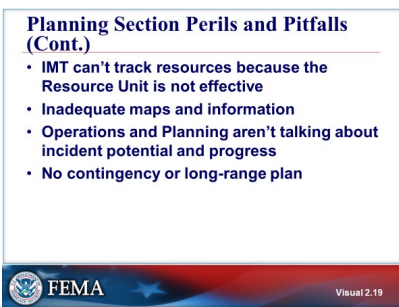 Planning Section Perils and Pitfalls
(Cont.)
• IMT can’t track resources because the
Resource Unit is not effective
• Inadequate maps and information
• Operations and Planning aren’t talking about
incident potential and progress
• No contingency or long-range plan
FEMA
Visual 2.19